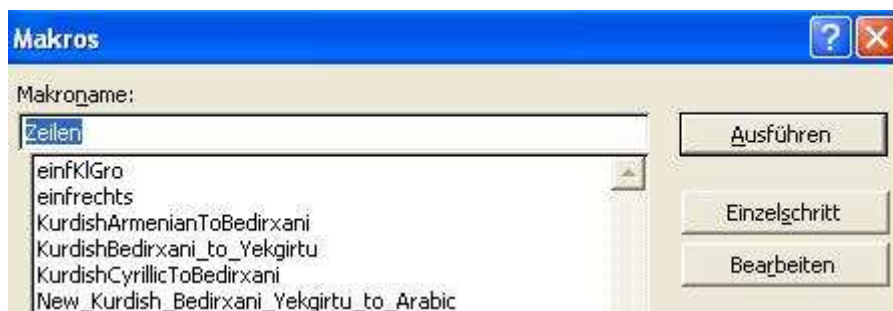 Makros
Makroname:
Zeilen
Ausführen
einfKlGro
einfrechts
KurdishArmenianToBedirxani
Einzelschritt
KurdishBedirxani_to_Yekgirtu
Bearbeiten
KurdishCyrillicToBedirxani
New_Kurdish_Bedirxani_Yekgirtu_to_Arabic